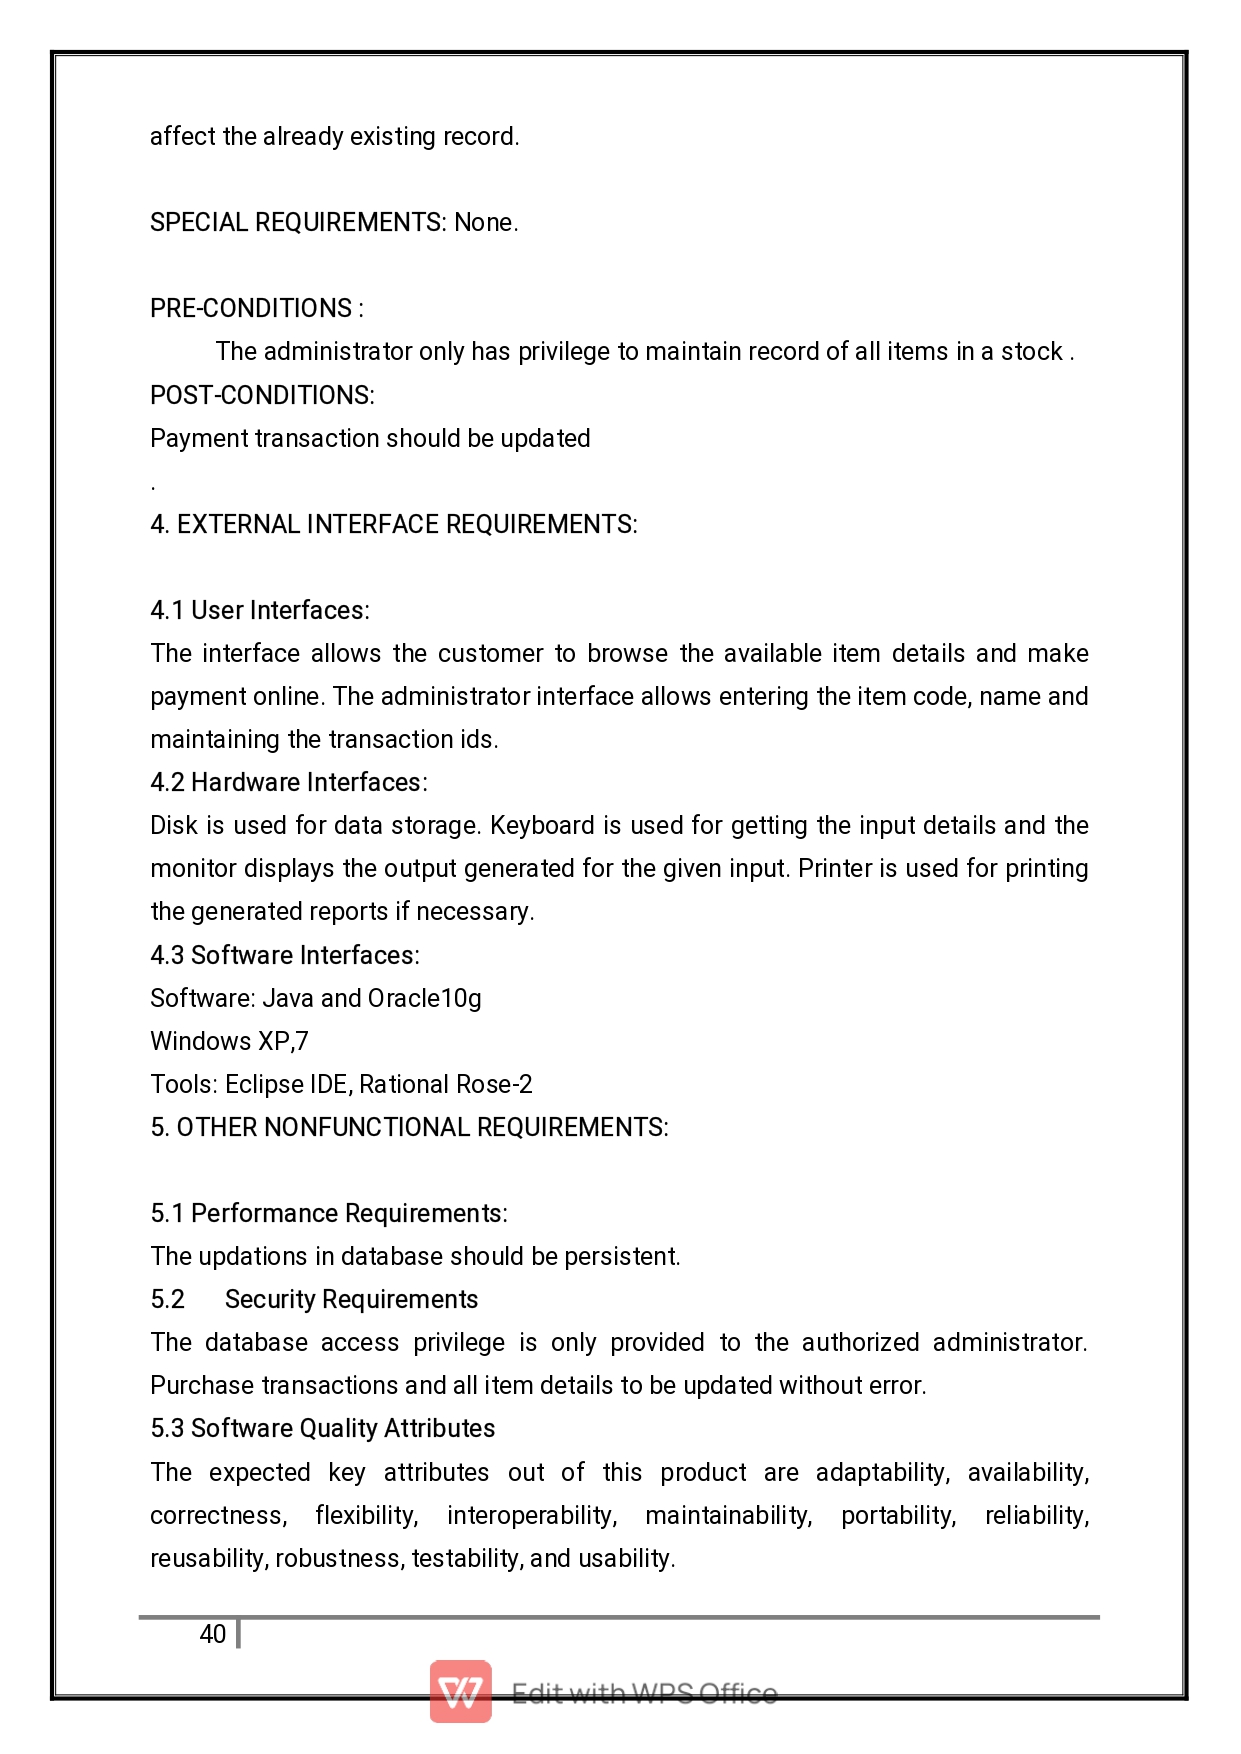 affect the already existing record.
SPECIAL REQUIREMENTS: None.
PRE-CONDITIONS :
The administrator only has privilege to maintain record of all items in a stock .
POST-CONDITIONS:
Payment transaction should be updated
.
4. EXTERNAL INTERFACE REQUIREMENTS:
4.1 User Interfaces:
The interface allows the customer to browse the available item details and make
payment online. The administrator interface allows entering the item code, name and
maintaining the transaction ids.
4.2 Hardware Interfaces:
Disk is used for data storage. Keyboard is used for getting the input details and the
monitor displays the output generated for the given input. Printer is used for printing
the generated reports if necessary.
4.3 Software Interfaces:
Software: Java and Oracle10g
Windows XP,7
Tools: Eclipse IDE, Rational Rose-2
5. OTHER NONFUNCTIONAL REQUIREMENTS:
5.1 Performance Requirements:
The updations in database should be persistent.
5.2 Security Requirements
The database access privilege is only provided to the authorized administrator.
Purchase transactions and all item details to be updated without error.
5.3 Software Quality Attributes
The expected key attributes out of this product are adaptability, availability,
correctness, flexibility, interoperability, maintainability, portability, reliability,
reusability, robustness, testability, and usability.
40
Edit with WPS Office